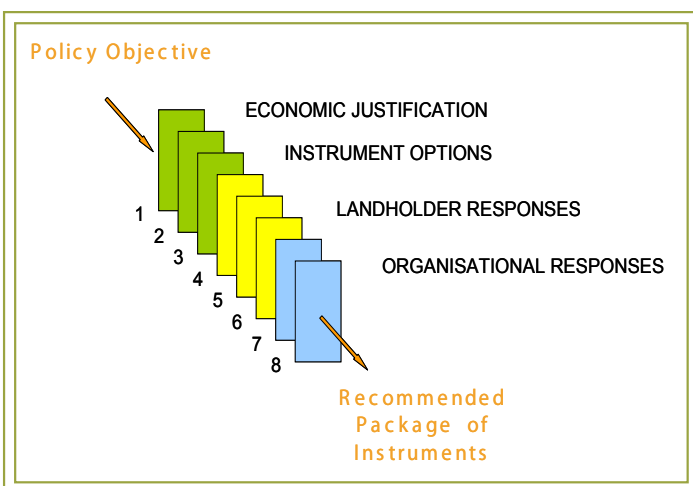 Policy Objective
ECONOMIC JUSTIFICATION
INSTRUMENT OPTIONS
1
LANDHOLDER RESPONSES
2
3
ORGANISATIONAL RESPONSES
4
5
6
7
8
Recommended
Package of
Instruments